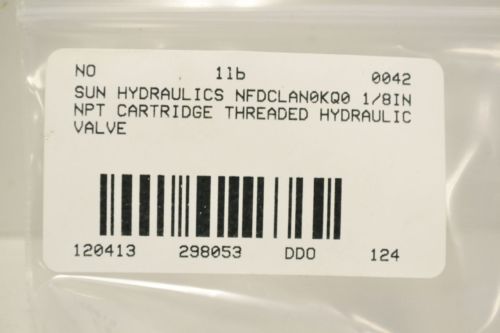 NO 1lb 0042
SUN HYDRAULICS NFDCLAN0KQ0 1/8IN
NPT CARTRIDGE THREADED HYDRAULIC
VALVE
120413 298053 DDO 124